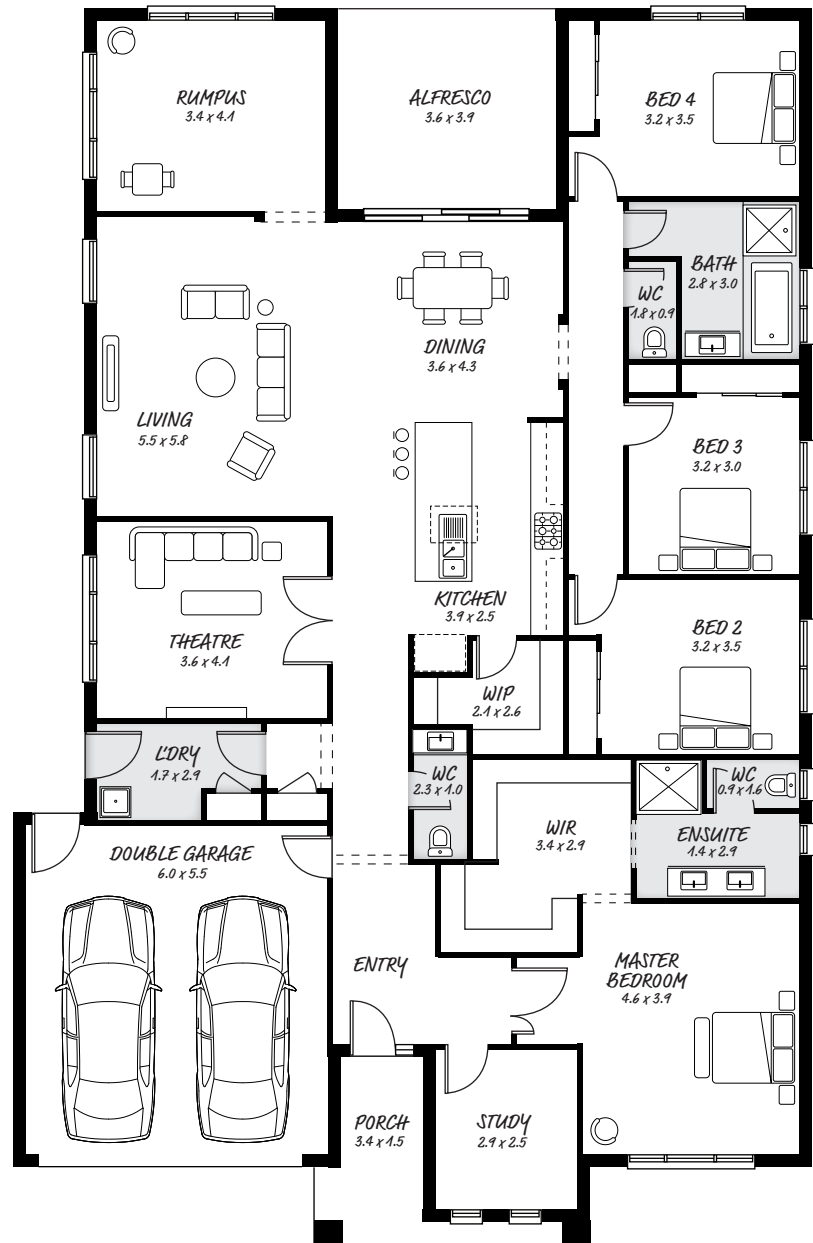 RUMPUS
3.4 x 4.1
ALFRESCO
3.6 x 3.9
BED 4
3.2 x 3.5
BATH
2.8 x 3.0
WC
1.8 x 0.9
DINING
3.6 x 4.3
LIVING
5.5 x 5.8
BED 3
3.2 x 3.0
KITCHEN
3.9 x 2.5
THEATRE
3.6 x 4.1
BED 2
3.2 x 3.5
WIP
2.1 x 2.6
L'DRY
1.7 x 2.9
WC
2.3 x 1.0
WC
0.9 x 1.6
WIR
3.4 x 2.9
ENSUITE
1.4 x 2.9
DOUBLE GARAGE
6.0 x 5.5
ENTRY
MASTER
BEDROOM
4.6 x 3.9
PORCH
3.4 x 1.5
STUDY
2.9 x 2.5